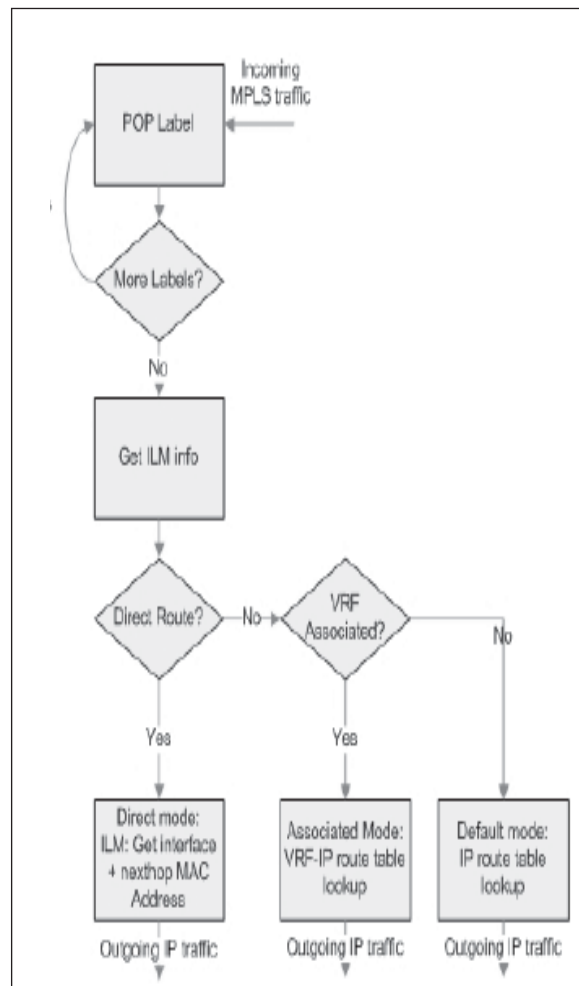 Incoming
MPLS traffic
POP Label
More Labels?
No
Get ILM info
Direct Route?
No
VRF
Associated?
No
Yes
Yes
Direct mode:
ILM: Get interface
+ nexthop MAC
Address
Associated Mode:
VRF-IP route table
lookup
Default mode:
IP route table
lookup
Outgoing IP traffic
Outgoing IP traffic
Outgoing IP traffic